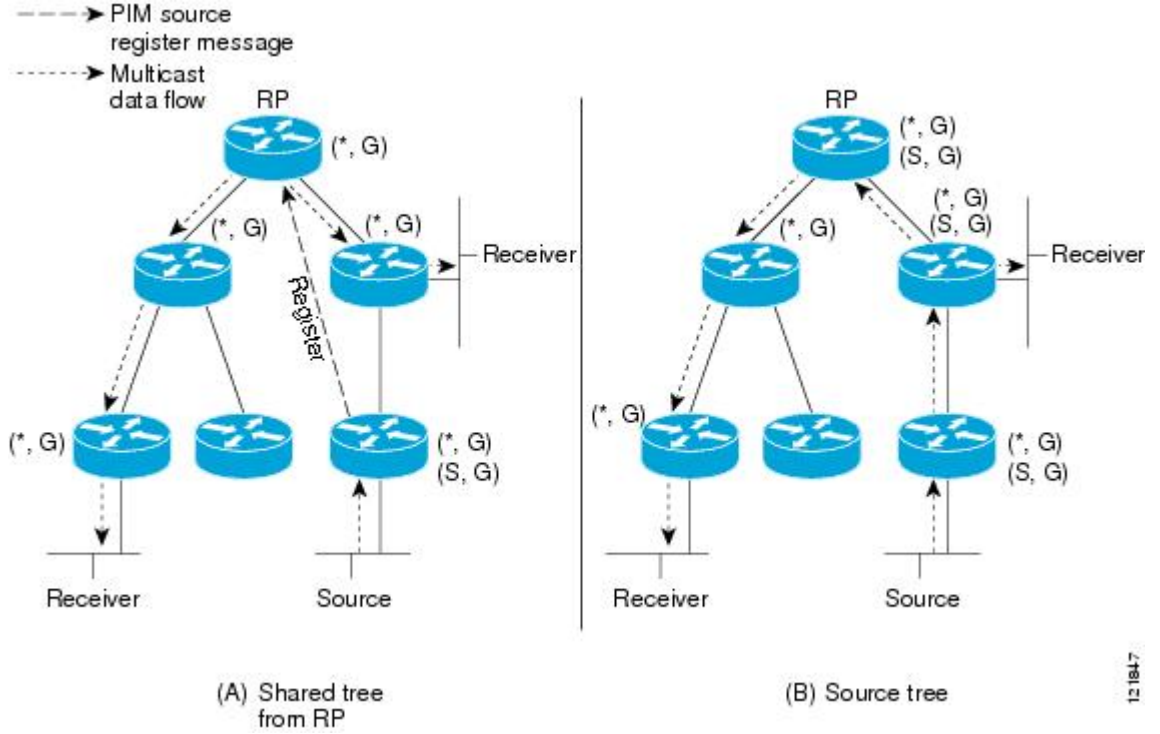 PIM source
register message
Multicast
data flow
RP
(*, G)
(*, G)
(*, G)
Receiver
Register
(*, G)
(*, G)
(S, G)
Receiver
Source
(A) Shared tree
from RP
RP
(*, G)
(S, G)
(*, G)
(S, G)
(*, G)
Receiver
(*, G)
(*, G)
(S, G)
Receiver
Source
(B) Source tree
121847